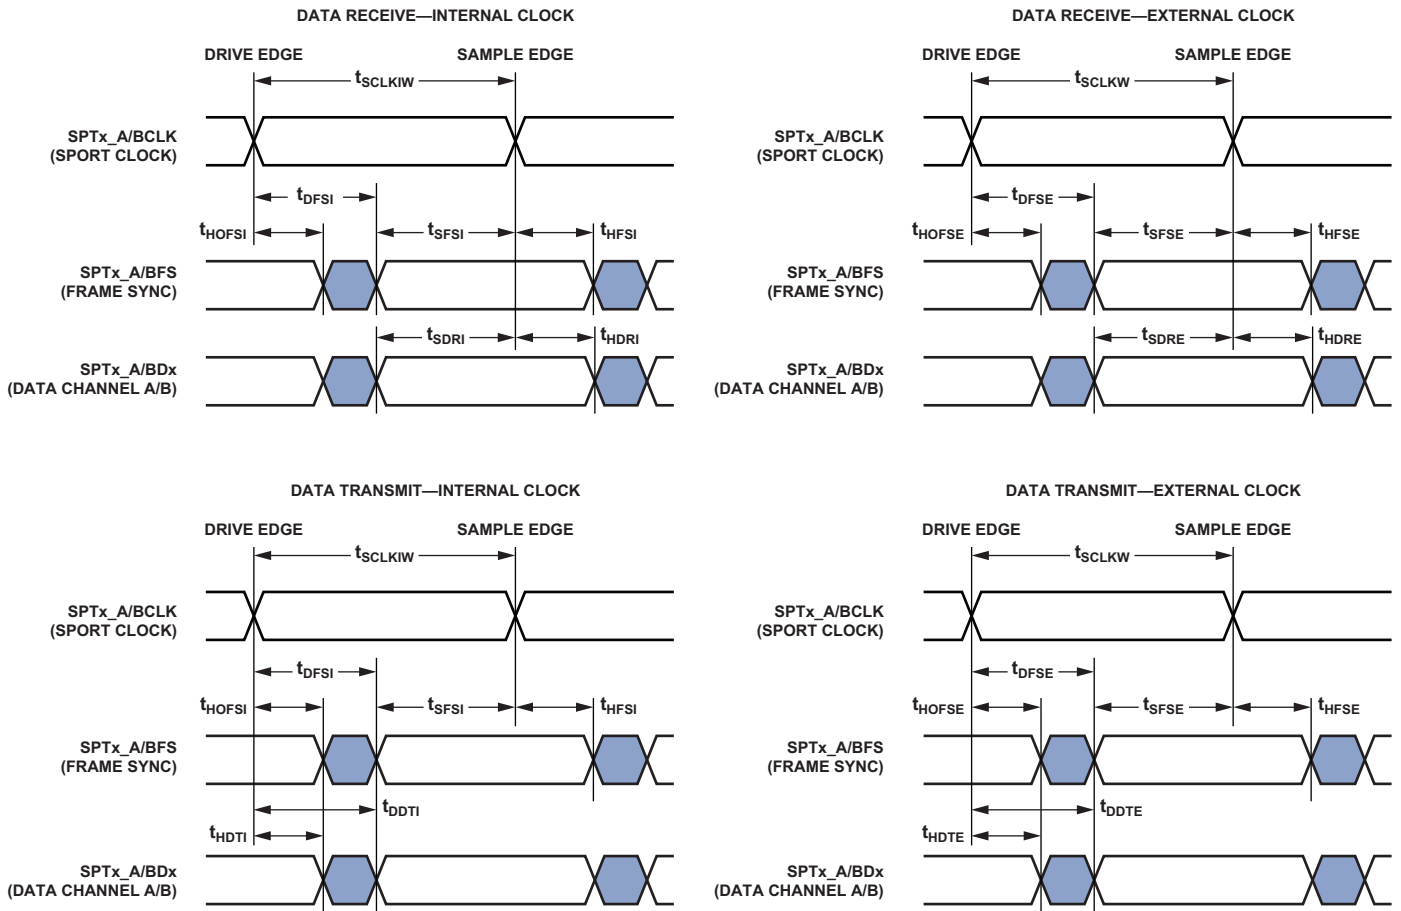 DATA RECEIVE—INTERNAL CLOCK
DRIVE EDGE
SAMPLE EDGE
tSCLKIW
SPTx_A/BCLK
(SPORT CLOCK)
tDFSI
tHOFSI
tSFSI
tHFSI
SPTx_A/BFS
(FRAME SYNC)
tSDRI
tHDRI
SPTx_A/BDx
(DATA CHANNEL A/B)
DATA RECEIVE—EXTERNAL CLOCK
DRIVE EDGE
SAMPLE EDGE
tSCLKW
SPTx_A/BCLK
(SPORT CLOCK)
tDFSE
tHOFSE
tSFSE
tHFSE
SPTx_A/BFS
(FRAME SYNC)
tSDRE
tHDRE
SPTx_A/BDx
(DATA CHANNEL A/B)
DATA TRANSMIT—INTERNAL CLOCK
DRIVE EDGE
SAMPLE EDGE
tSCLKIW
SPTx_A/BCLK
(SPORT CLOCK)
tDFSI
tHOFSI
tSFSI
tHFSI
SPTx_A/BFS
(FRAME SYNC)
tDDTI
tHDTI
SPTx_A/BDx
(DATA CHANNEL A/B)
DATA TRANSMIT—EXTERNAL CLOCK
DRIVE EDGE
SAMPLE EDGE
tSCLKW
SPTx_A/BCLK
(SPORT CLOCK)
tDFSE
tHOFSE
tSFSE
tHFSE
SPTx_A/BFS
(FRAME SYNC)
tDDTE
tHDTE
SPTx_A/BDx
(DATA CHANNEL A/B)